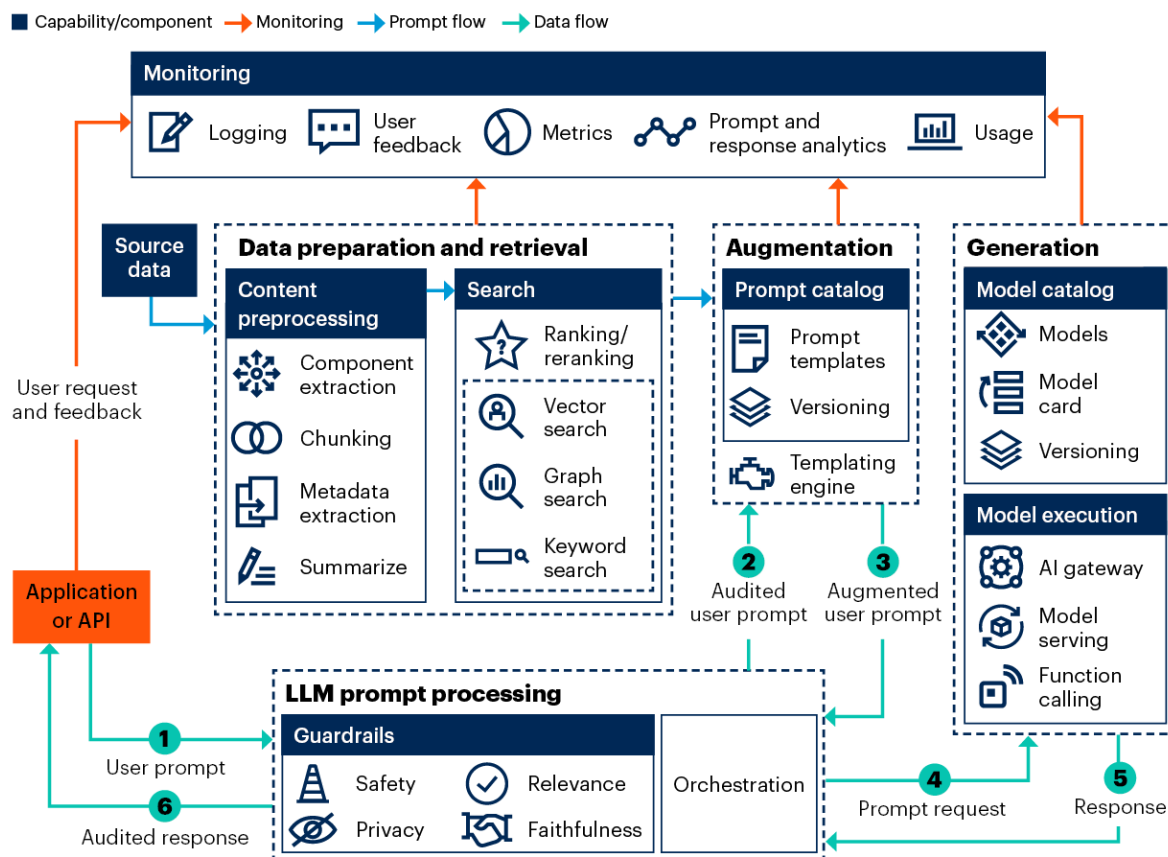 Capability/component Monitoring Prompt flow Data flow
Monitoring
Logging
User
feedback
Metrics
Prompt and
response analytics
Usage
Source
data
Data preparation and retrieval
Content
preprocessing
Component
extraction
Chunking
Metadata
extraction
Summarize
Search
?
Ranking/
reranking
Vector
search
Graph
search
Keyword
search
Augmentation
Prompt catalog
Prompt
templates
Versioning
Templating
engine
Generation
Model catalog
Models
Model
card
Versioning
Model execution
AI gateway
Model
serving
Function
calling
User request
and feedback
Application
or API
2
Audited
user prompt
3
Augmented
user prompt
1
User prompt
6
Audited response
LLM prompt processing
Guardrails
Safety
Relevance
Privacy
Faithfulness
Orchestration
4
Prompt request
5
Response